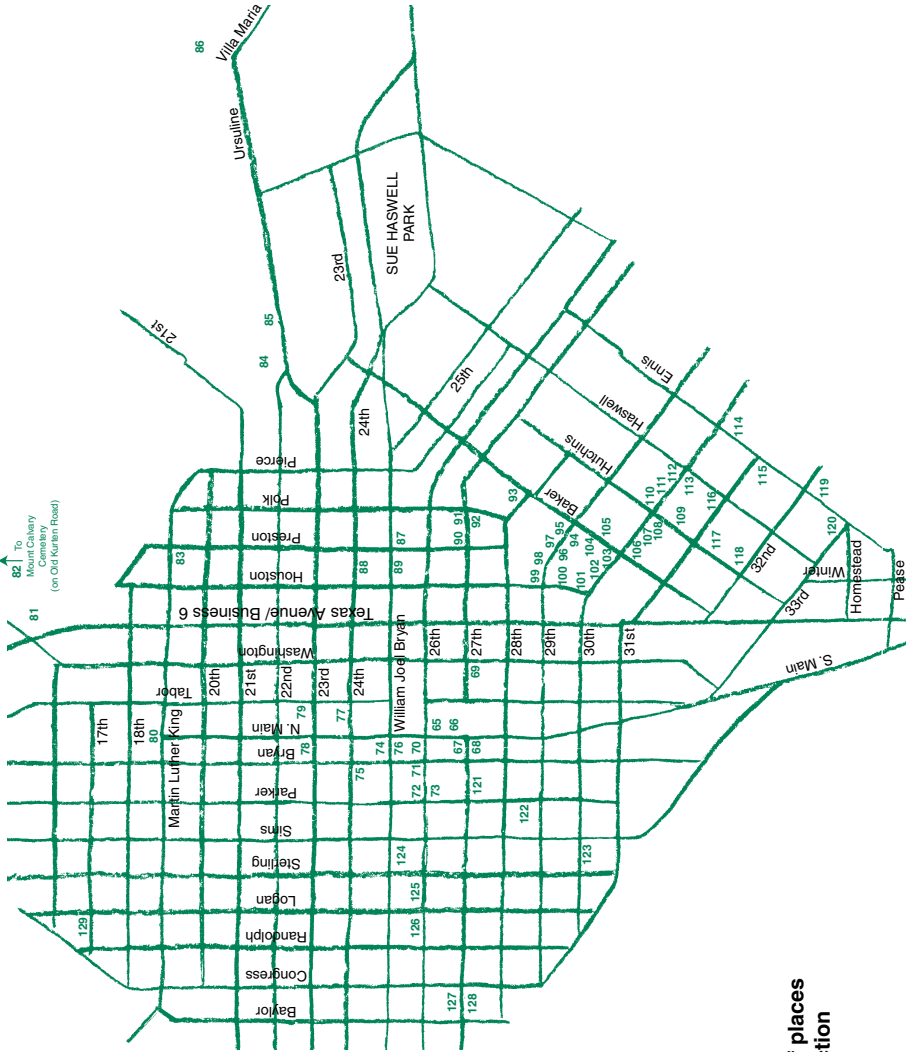 86
Villa Maria
Ursuline
23rd
SUE HASWELL
PARK
21st
85
84
24th
25th
Ennis
Haswell
Hutchins
Baker
Pierce
Polk
Preston
Houston
82
To
Mount Calvary
Cemetery
(on Old Kurten Road)
81
83
87
88
89
90
91
92
93
94
95
96
97
98
99
100
101
102
103
104
105
106
107
108
109
110
111
112
113
114
115
116
117
118
119
120
32nd
33rd
Winter
Homestead
Pease
S. Main
Texas Avenue/ Business 6
Washington
Tabor
20th
21st
22nd
23rd
24th
William Joel Bryan
26th
27th
28th
29th
30th
31st
69
17th
18th
80
Martin Luther King
N. Main
79
77
78
Bryan
74
76
70
65
66
67
68
75
71
72
73
121
122
Parker
Sims
Sterling
Logan
Randolph
Congress
Baylor
123
124
125
126
127
128
129
places
tion